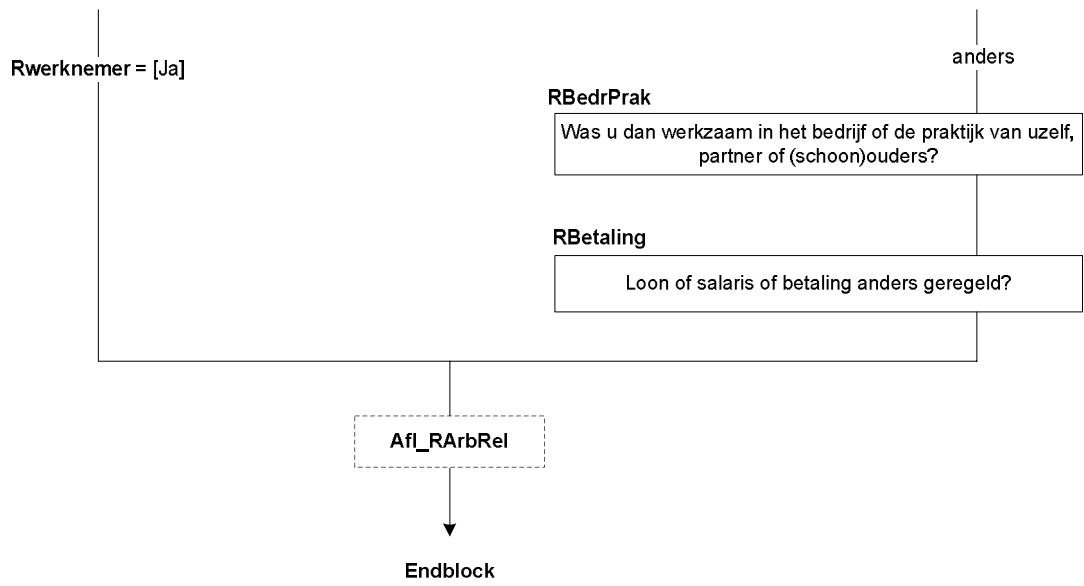 Rwerknemer = [Ja]
anders
RBedrPrak
Was u dan werkzaam in het bedrijf of de praktijk van uzelf,
partner of (schoon)ouders?
RBetaling
Loon of salaris of betaling anders geregeld?
Afl_RArbRel
Endblock